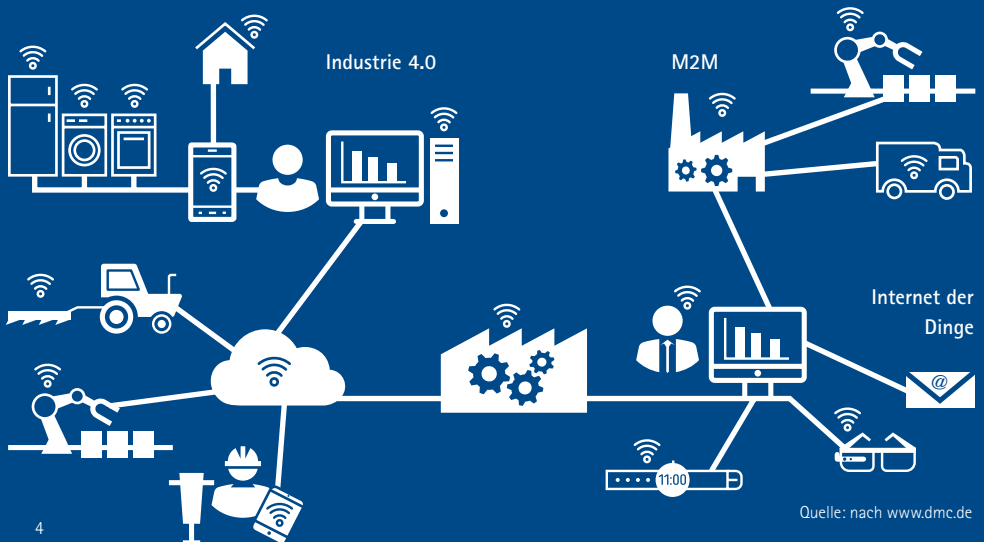 Industrie 4.0
M2M
Internet der
Dinge
@
11:00
Quelle: nach www.dmc.de
4